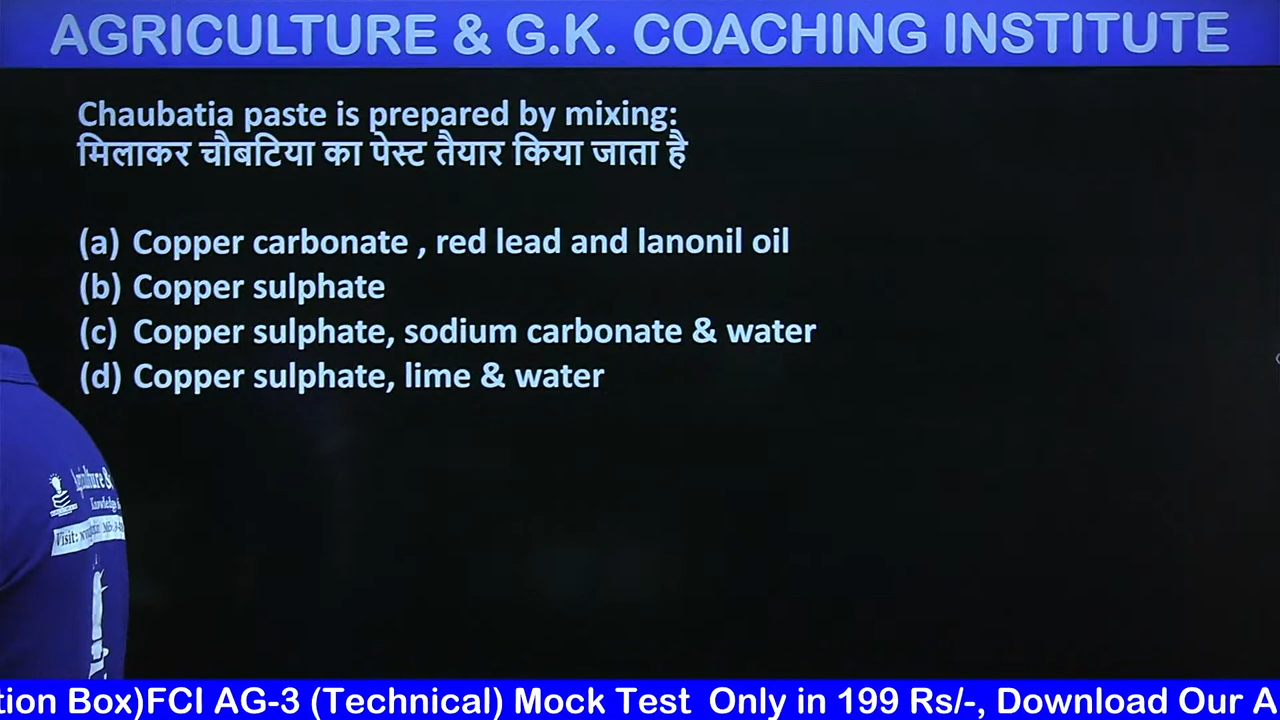 AGRICULTURE & G.K. COACHING INSTITUTE
Chaubatia paste is prepared by mixing:
मिलाकर चौबटिया का पेस्ट तैयार किया जाता है
(a) Copper carbonate , red lead and lanonil oil
(b) Copper sulphate
(c) Copper sulphate, sodium carbonate & water
(d) Copper sulphate, lime & water
Visit:
tion Box)FCI AG-3 (Technical) Mock Test Only in 199 Rs/-, Download Our A